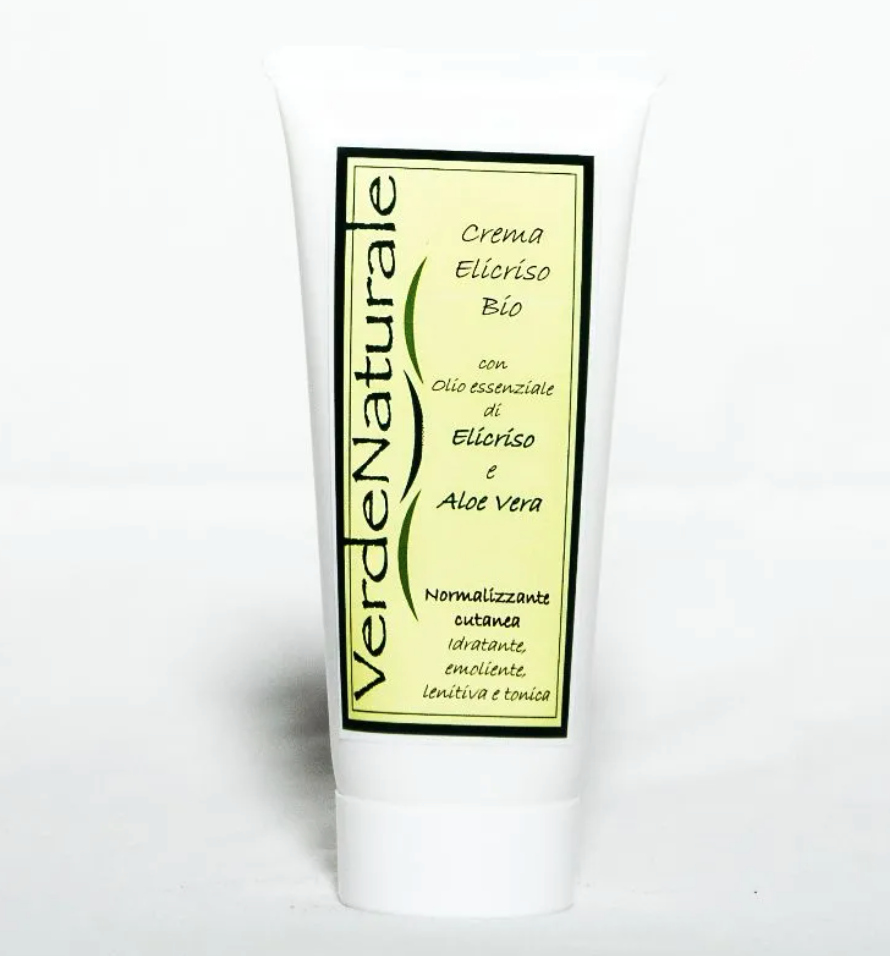 VerdeNaturale
Crema
Elicriso
Bio
con
Olio essenziale
di
Elicriso
e
Aloe Vera
Normalizzante
cutanea
Idratante,
emoliente,
lenitiva e tonica